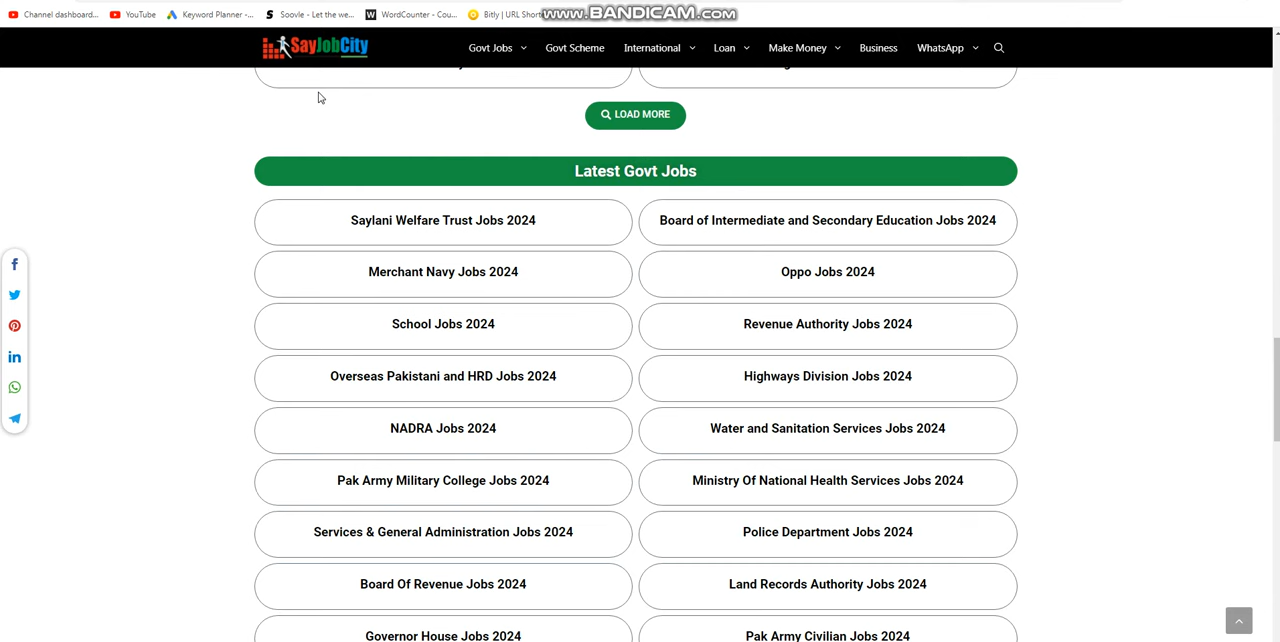 Channel dashboard... YouTube Keyword Planner -... Soovle - Let the we... WordCounter - Cou... Bitly | URL Shorte
www.BANDICAM.com
SayJobCity Govt Jobs Govt Scheme International Loan Make Money Business WhatsApp
LOAD MORE
Latest Govt Jobs
Saylani Welfare Trust Jobs 2024
Board of Intermediate and Secondary Education Jobs 2024
Merchant Navy Jobs 2024
Oppo Jobs 2024
School Jobs 2024
Revenue Authority Jobs 2024
Overseas Pakistani and HRD Jobs 2024
Highways Division Jobs 2024
NADRA Jobs 2024
Water and Sanitation Services Jobs 2024
Pak Army Military College Jobs 2024
Ministry Of National Health Services Jobs 2024
Services & General Administration Jobs 2024
Police Department Jobs 2024
Board Of Revenue Jobs 2024
Land Records Authority Jobs 2024
Governor House Jobs 2024
Pak Army Civilian Jobs 2024